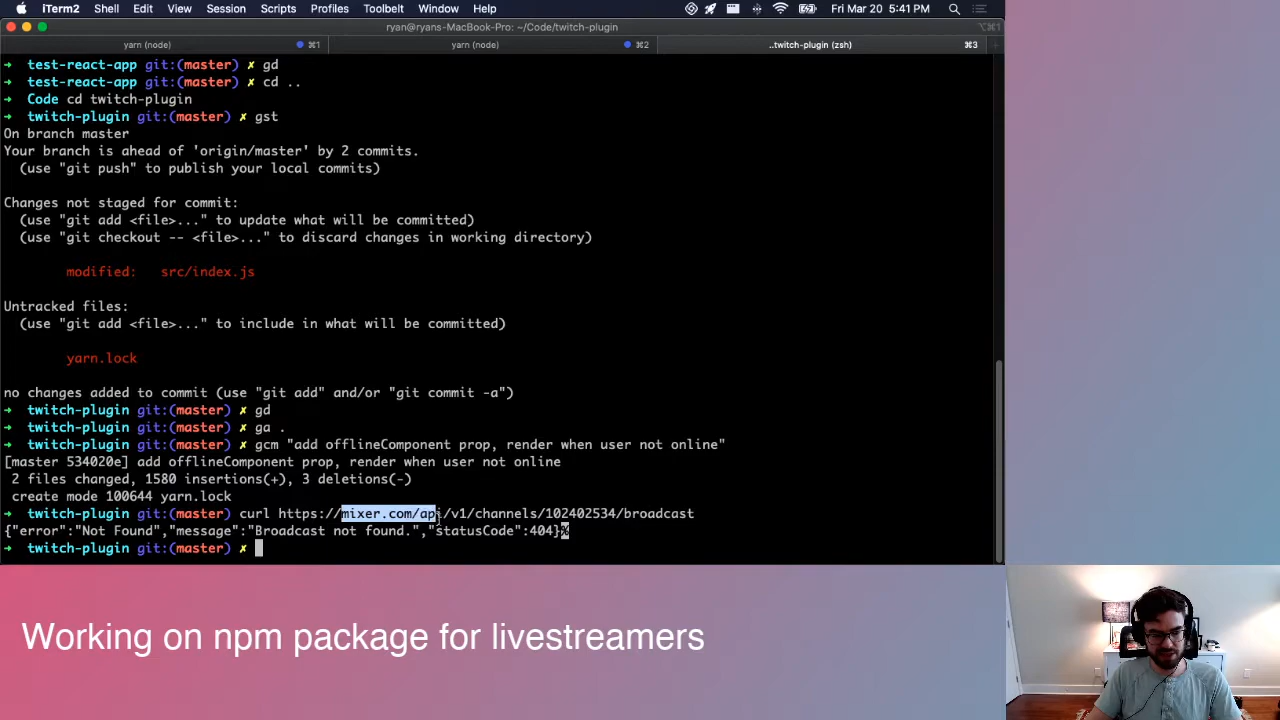 iTerm2 Shell Edit View Session Scripts Profiles Toolbelt Window Help Fri Mar 20 5:41 PM
ryan@ryans-MacBook-Pro: ~/Code/twitch-plugin ⌥⌘1
yarn (node) ⌘1 yarn (node) ⌘2 ..twitch-plugin (zsh) ⌘3
➜ test-react-app git:(master) ✗ gd
➜ test-react-app git:(master) ✗ cd ..
➜ Code cd twitch-plugin
➜ twitch-plugin git:(master) ✗ gst
On branch master
Your branch is ahead of 'origin/master' by 2 commits.
(use "git push" to publish your local commits)
Changes not staged for commit:
(use "git add <file>..." to update what will be committed)
(use "git checkout -- <file>..." to discard changes in working directory)
modified: src/index.js
Untracked files:
(use "git add <file>..." to include in what will be committed)
yarn.lock
no changes added to commit (use "git add" and/or "git commit -a")
➜ twitch-plugin git:(master) ✗ gd
➜ twitch-plugin git:(master) ✗ ga .
➜ twitch-plugin git:(master) ✗ gcm "add offlineComponent prop, render when user not online"
[master 534020e] add offlineComponent prop, render when user not online
2 files changed, 1580 insertions(+), 3 deletions(-)
create mode 100644 yarn.lock
➜ twitch-plugin git:(master) curl https://mixer.com/api/v1/channels/102402534/broadcast
{"error":"Not Found","message":"Broadcast not found.","statusCode":404}%
➜ twitch-plugin git:(master) ✗
Working on npm package for livestreamers